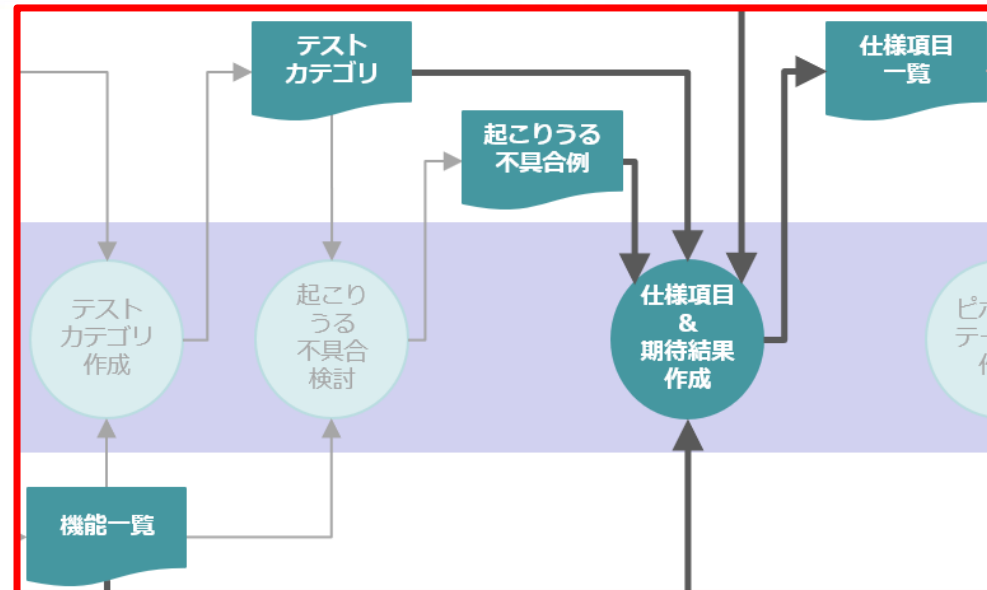 テスト
カテゴリ
仕様項目
一覧
起こりうる
不具合例
テスト
カテゴリ
作成
起こり
うる
不具合
検討
仕様項目
&
期待結果
作成
機能一覧